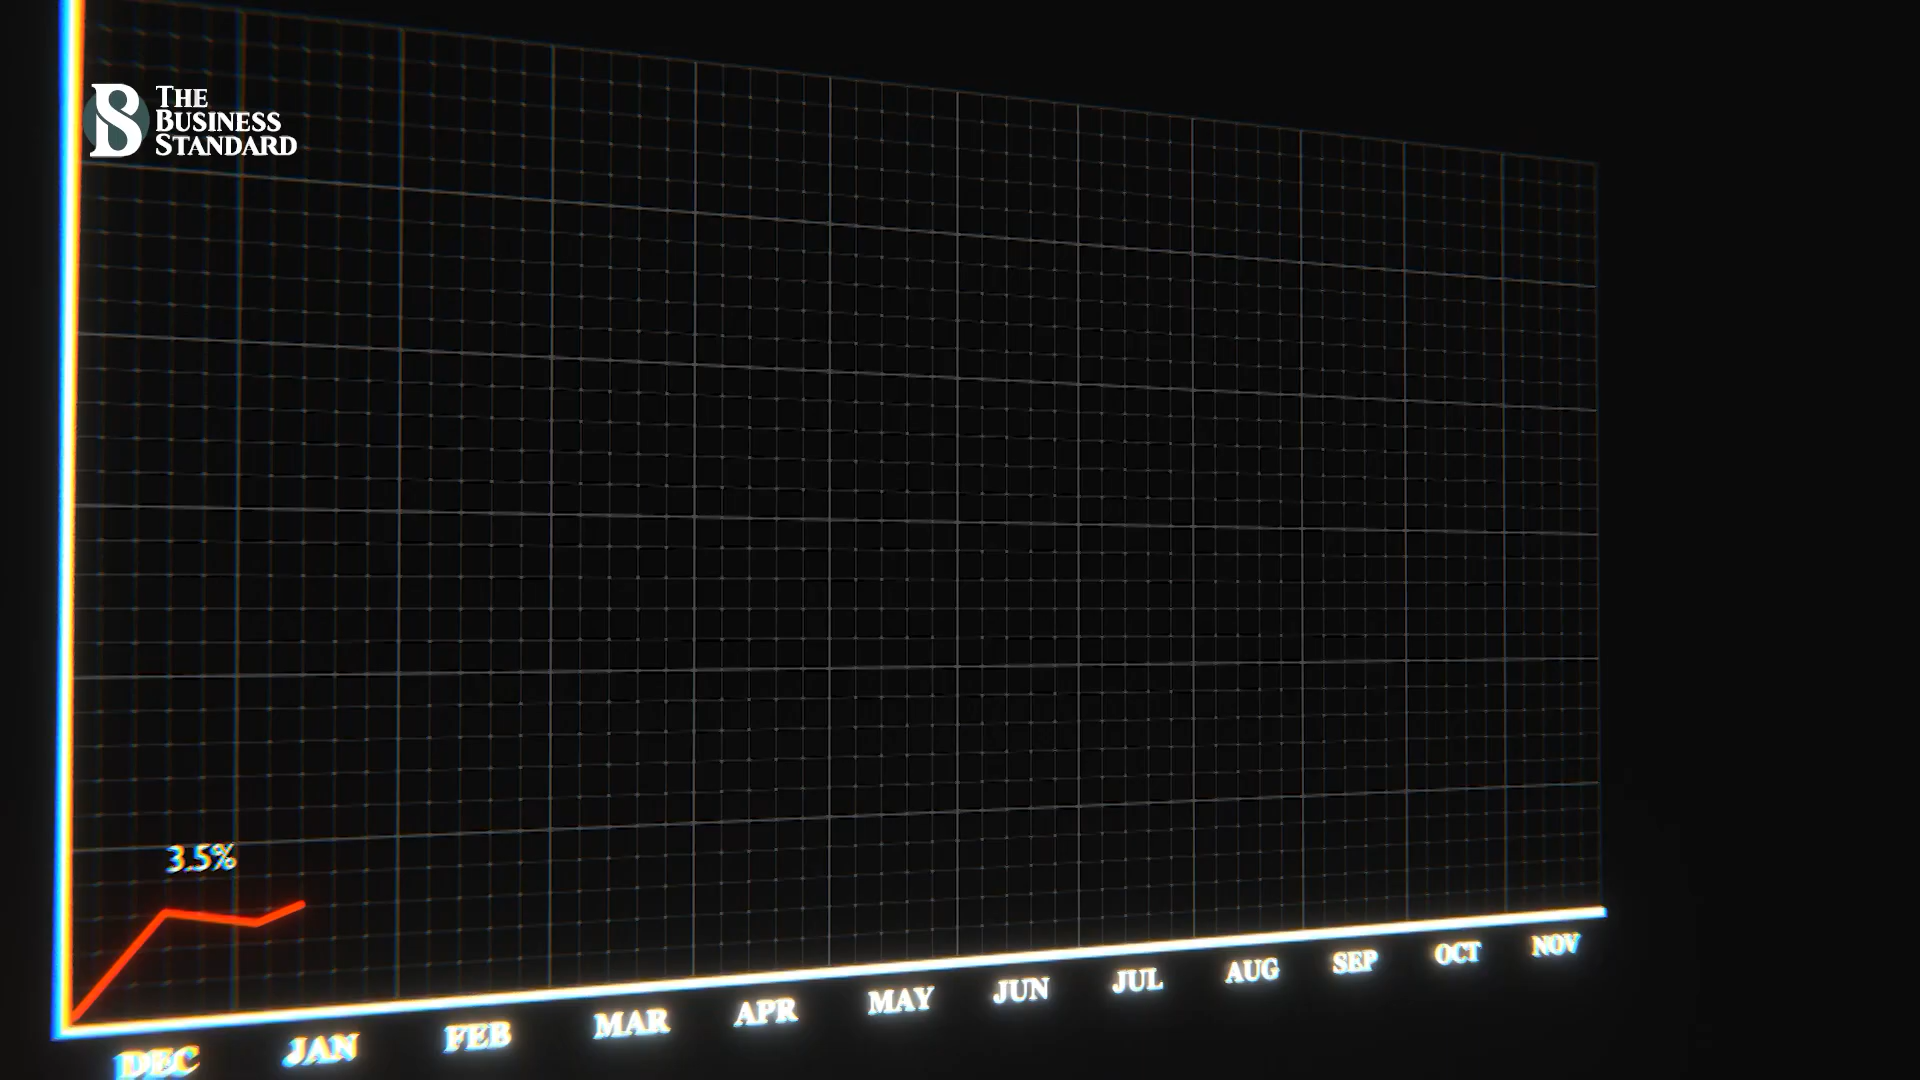 THE
BUSINESS
STANDARD
3.5%
DEC JAN FEB MAR APR MAY JUN JUL AUG SEP OCT NOV